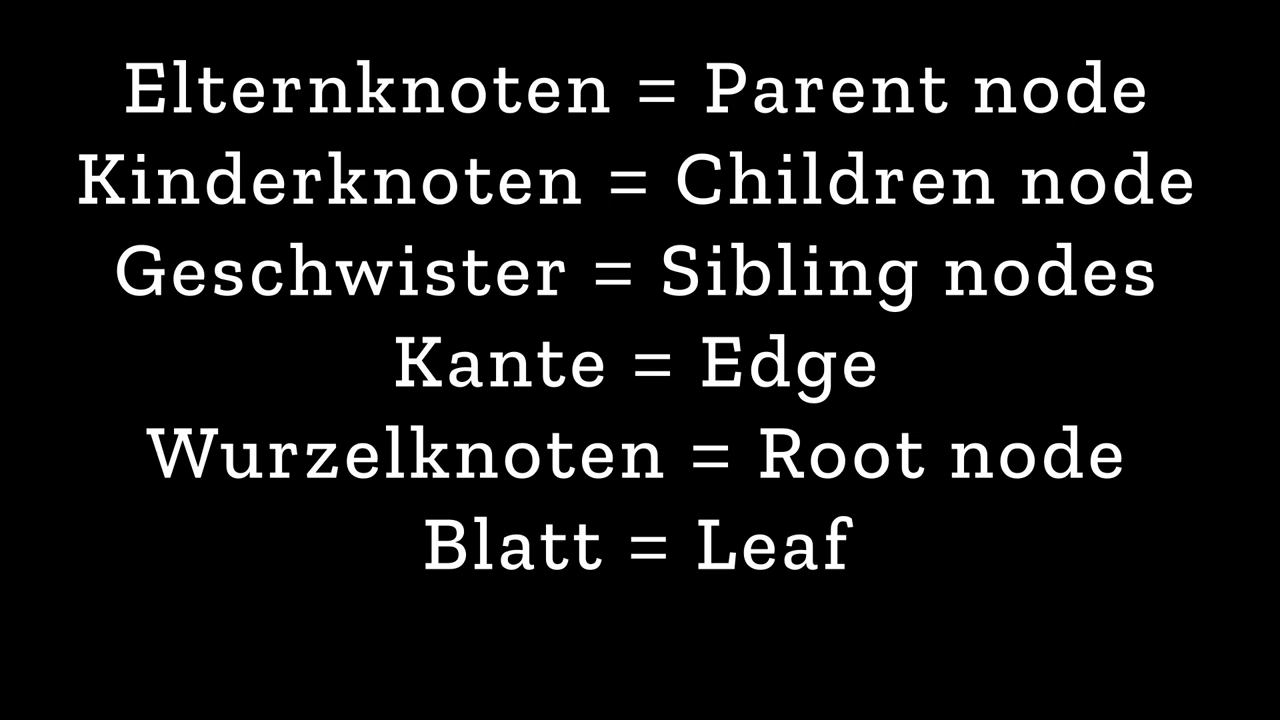 Elternknoten = Parent node
Kinderknoten = Children node
Geschwister = Sibling nodes
Kante = Edge
Wurzelknoten = Root node
Blatt = Leaf